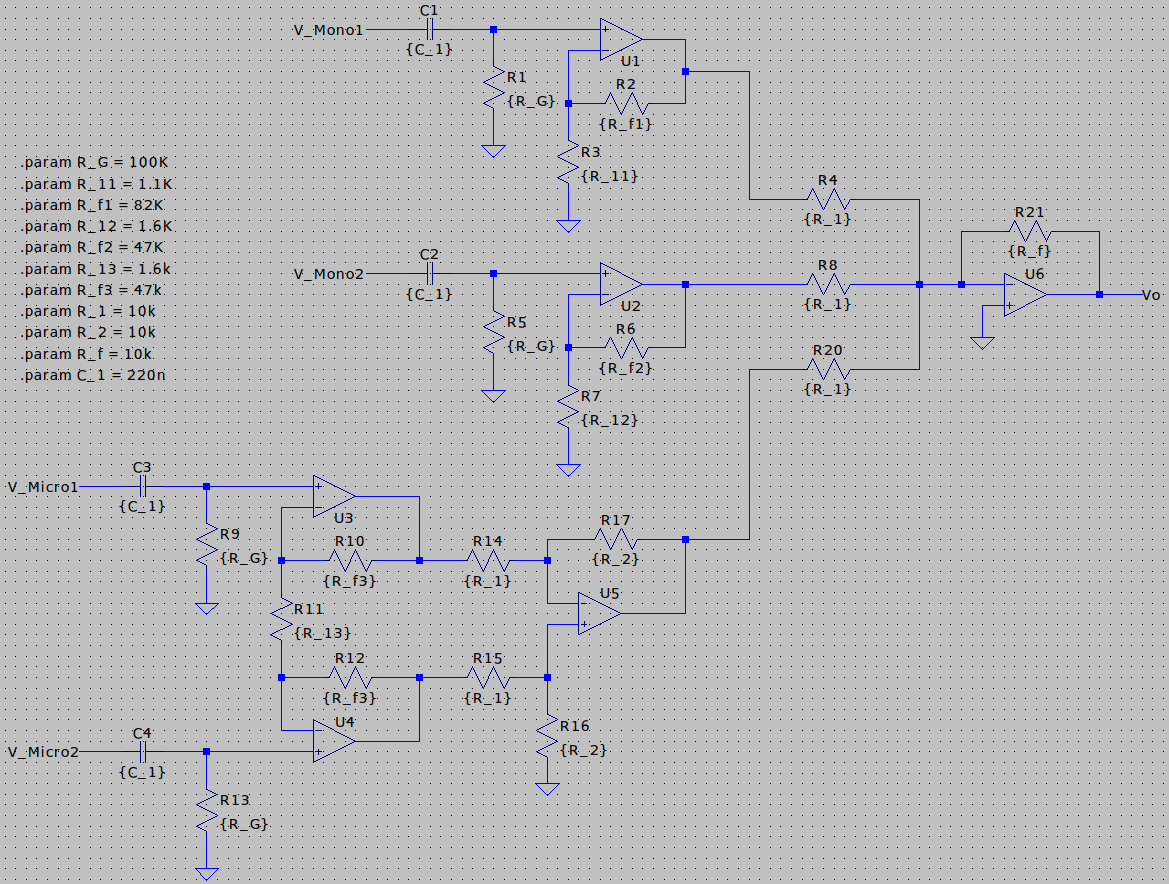 C1
V_Mono1
{C_1}
R1
{R_G}
U1
R2
{R_f1}
R3
{R_11}
.param R_G = 100K
.param R_11 = 1.1K
.param R_f1 = 82K
.param R_12 = 1.6K
.param R_f2 = 47K
.param R_13 = 1.6k
.param R_f3 = 47k
.param R_1 = 10k
.param R_2 = 10k
.param R_f = 10k
.param C_1 = 220n
R4
{R_1}
R21
{R_f}
U6
Vo
C2
V_Mono2
{C_1}
R5
{R_G}
U2
R6
{R_f2}
R7
{R_12}
R8
{R_1}
R20
{R_1}
C3
V_Micro1
{C_1}
R9
{R_G}
U3
R10
{R_f3}
R14
{R_1}
R17
{R_2}
U5
R11
{R_13}
R12
{R_f3}
R15
{R_1}
U4
R16
{R_2}
C4
V_Micro2
{C_1}
R13
{R_G}